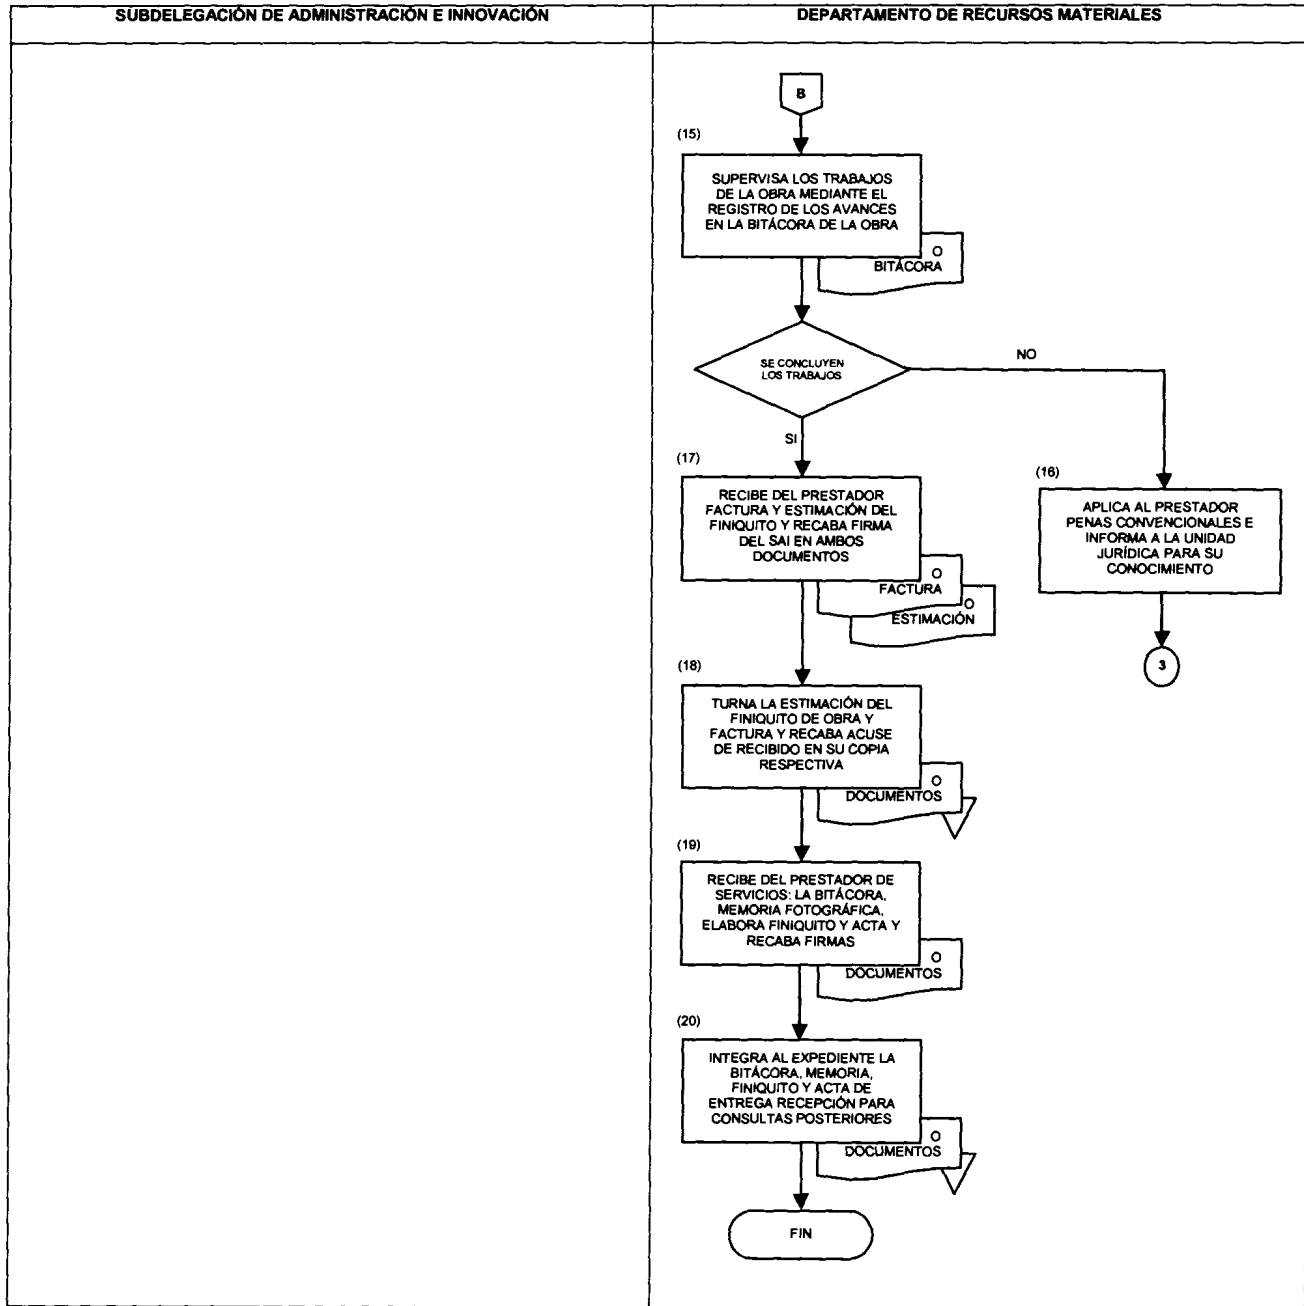 SUBDELEGACIÓN DE ADMINISTRACIÓN E INNOVACIÓN
DEPARTAMENTO DE RECURSOS MATERIALES
B
(15)
SUPERVISA LOS TRABAJOS
DE LA OBRA MEDIANTE EL
REGISTRO DE LOS AVANCES
EN LA BITÁCORA DE LA OBRA
O
BITÁCORA
SE CONCLUYEN
LOS TRABAJOS
NO
SI
(16)
APLICA AL PRESTADOR
PENAS CONVENCIONALES E
INFORMA A LA UNIDAD
JURÍDICA PARA SU
CONOCIMIENTO
3
(17)
RECIBE DEL PRESTADOR
FACTURA Y ESTIMACIÓN DEL
FINIQUITO Y RECABA FIRMA
DEL SAI EN AMBOS
DOCUMENTOS
O
FACTURA
O
ESTIMACIÓN
(18)
TURNA LA ESTIMACIÓN DEL
FINIQUITO DE OBRA Y
FACTURA Y RECABA ACUSE
DE RECIBIDO EN SU COPIA
RESPECTIVA
O
DOCUMENTOS
(19)
RECIBE DEL PRESTADOR DE
SERVICIOS: LA BITÁCORA,
MEMORIA FOTOGRÁFICA,
ELABORA FINIQUITO Y ACTA Y
RECABA FIRMAS
O
DOCUMENTOS
(20)
INTEGRA AL EXPEDIENTE LA
BITÁCORA, MEMORIA,
FINIQUITO Y ACTA DE
ENTREGA RECEPCIÓN PARA
CONSULTAS POSTERIORES
O
DOCUMENTOS
FIN